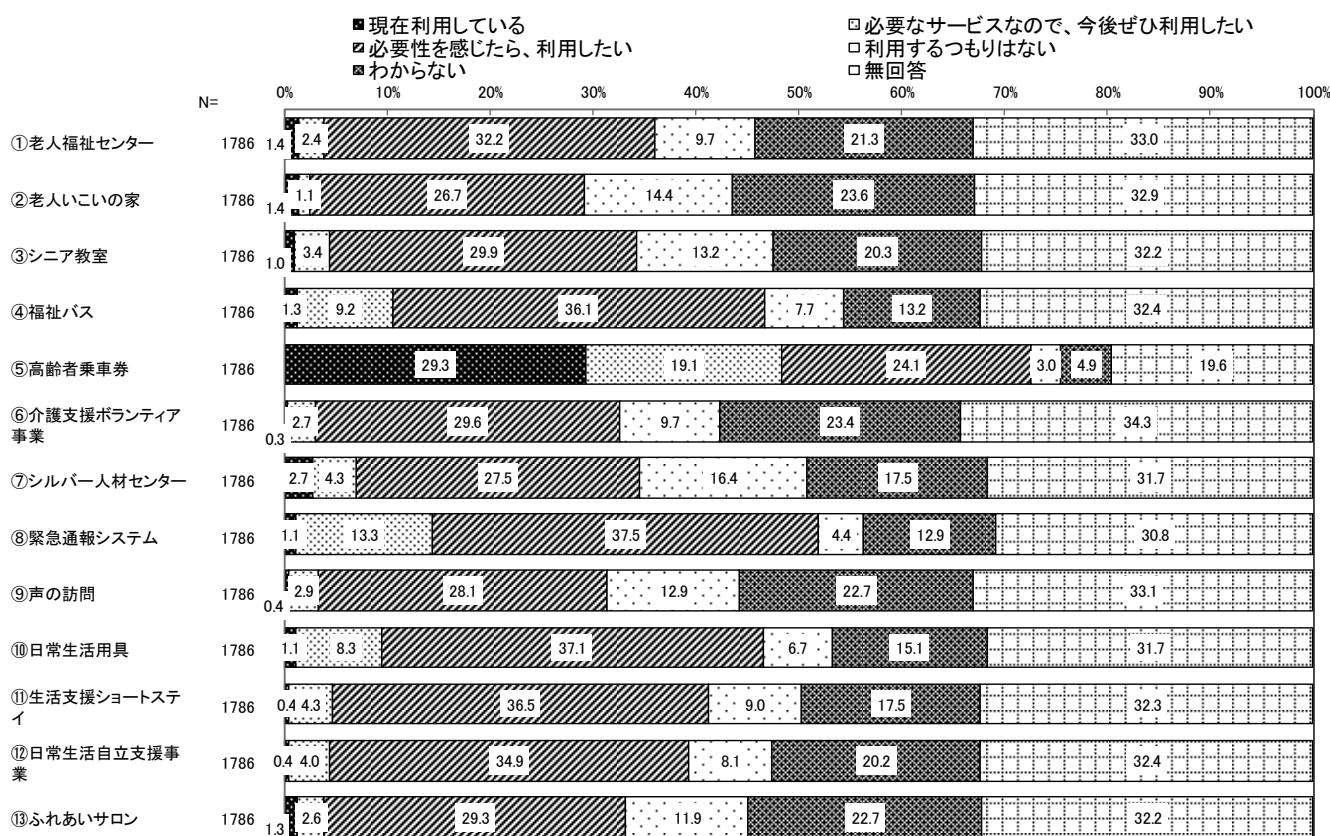 現在利用している 必要なサービスなので、今後ぜひ利用したい
必要性を感じたら、利用したい 利用するつもりはない
わからない 無回答
N= 0% 10% 20% 30% 40% 50% 60% 70% 80% 90% 100%
①老人福祉センター 1786 1.4 2.4 32.2 9.7 21.3 33.0
②老人いこいの家 1786 1.4 1.1 26.7 14.4 23.6 32.9
③シニア教室 1786 1.0 3.4 29.9 13.2 20.3 32.2
④福祉バス 1786 1.3 9.2 36.1 7.7 13.2 32.4
⑤高齢者乗車券 1786 29.3 19.1 24.1 3.0 4.9 19.6
⑥介護支援ボランティア
事業 1786 0.3 2.7 29.6 9.7 23.4 34.3
⑦シルバー人材センター 1786 2.7 4.3 27.5 16.4 17.5 31.7
⑧緊急通報システム 1786 1.1 13.3 37.5 4.4 12.9 30.8
⑨声の訪問 1786 0.4 2.9 28.1 12.9 22.7 33.1
⑩日常生活用具 1786 1.1 8.3 37.1 6.7 15.1 31.7
⑪生活支援ショートステ
イ 1786 0.4 4.3 36.5 9.0 17.5 32.3
⑫日常生活自立支援事
業 1786 0.4 4.0 34.9 8.1 20.2 32.4
⑬ふれあいサロン 1786 1.3 2.6 29.3 11.9 22.7 32.2